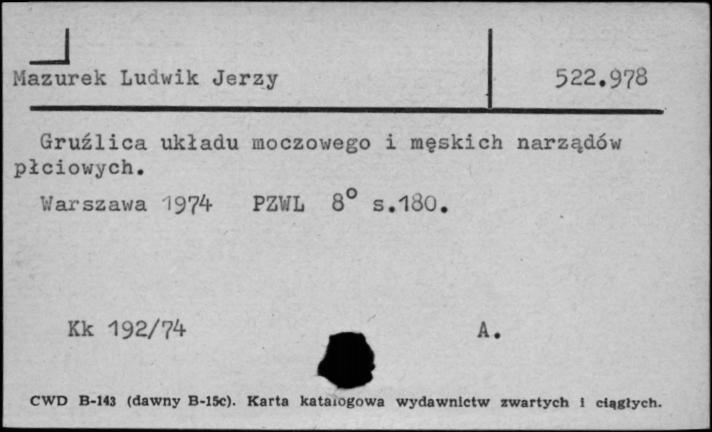 Mazurek Ludwik Jerzy 522.978
Gruźlica układu moczowego i męskich narządów
płciowych.
Warszawa 1974 PZWL 8° s.180.
Kk 192/74 A.
CWD B-143 (dawny B-15c). Karta katalogowa wydawnictw zwartych i ciągłych.